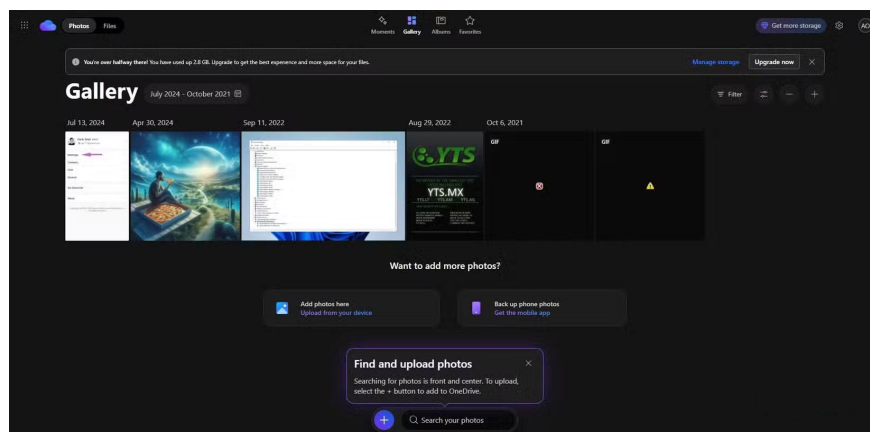 Photos
Files
Moments
Gallery
Albums
Favorites
Get more storage
AO
You're over halfway there! You have used up 2.8 GB. Upgrade to get the best experience and more space for your files.
Manage storage
Upgrade now
Gallery
July 2024 - October 2021
Filter
Jul 13, 2024
Apr 30, 2024
Sep 11, 2022
Aug 29, 2022
Oct 6, 2021
YTS
YTS.MX
GIF
GIF
Want to add more photos?
Add photos here
Upload from your device
Back up phone photos
Get the mobile app
Find and upload photos
Searching for photos is front and center. To upload,
select the + button to add to OneDrive.
Search your photos